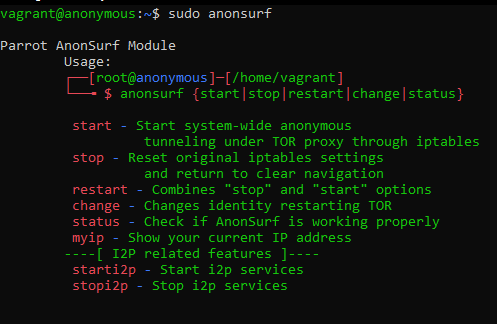 vagrant@anonymous:~$ sudo anonsurf
Parrot AnonSurf Module
Usage:
┌──[root@anonymous]─[/home/vagrant]
└──╼ $ anonsurf {start|stop|restart|change|status}
start - Start system-wide anonymous
tunneling under TOR proxy through iptables
stop - Reset original iptables settings
and return to clear navigation
restart - Combines "stop" and "start" options
change - Changes identity restarting TOR
status - Check if AnonSurf is working properly
myip - Show your current IP address
----[ I2P related features ]----
starti2p - Start i2p services
stopi2p - Stop i2p services